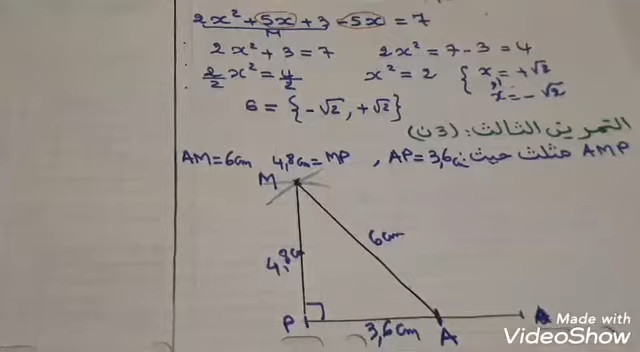 2x² + 5x + 3 - 5x = 7
M
2x² + 3 = 7 2x² = 7 - 3 = 4
2/2 x² = 4/2 x² = 2 { x = +√2
x = -√2
S = {-√2, +√2}
التمرين الثالث: (3ن)
AMP مثلث حيث AP = 3,6cm , 4,8cm = MP AM = 6cm
M
6cm
4,8cm
P 3,6cm A
Made with
VideoShow